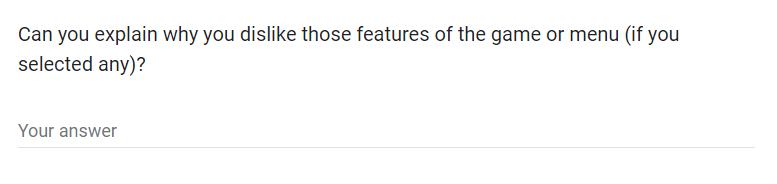 Can you explain why you dislike those features of the game or menu (if you
selected any)?
Your answer